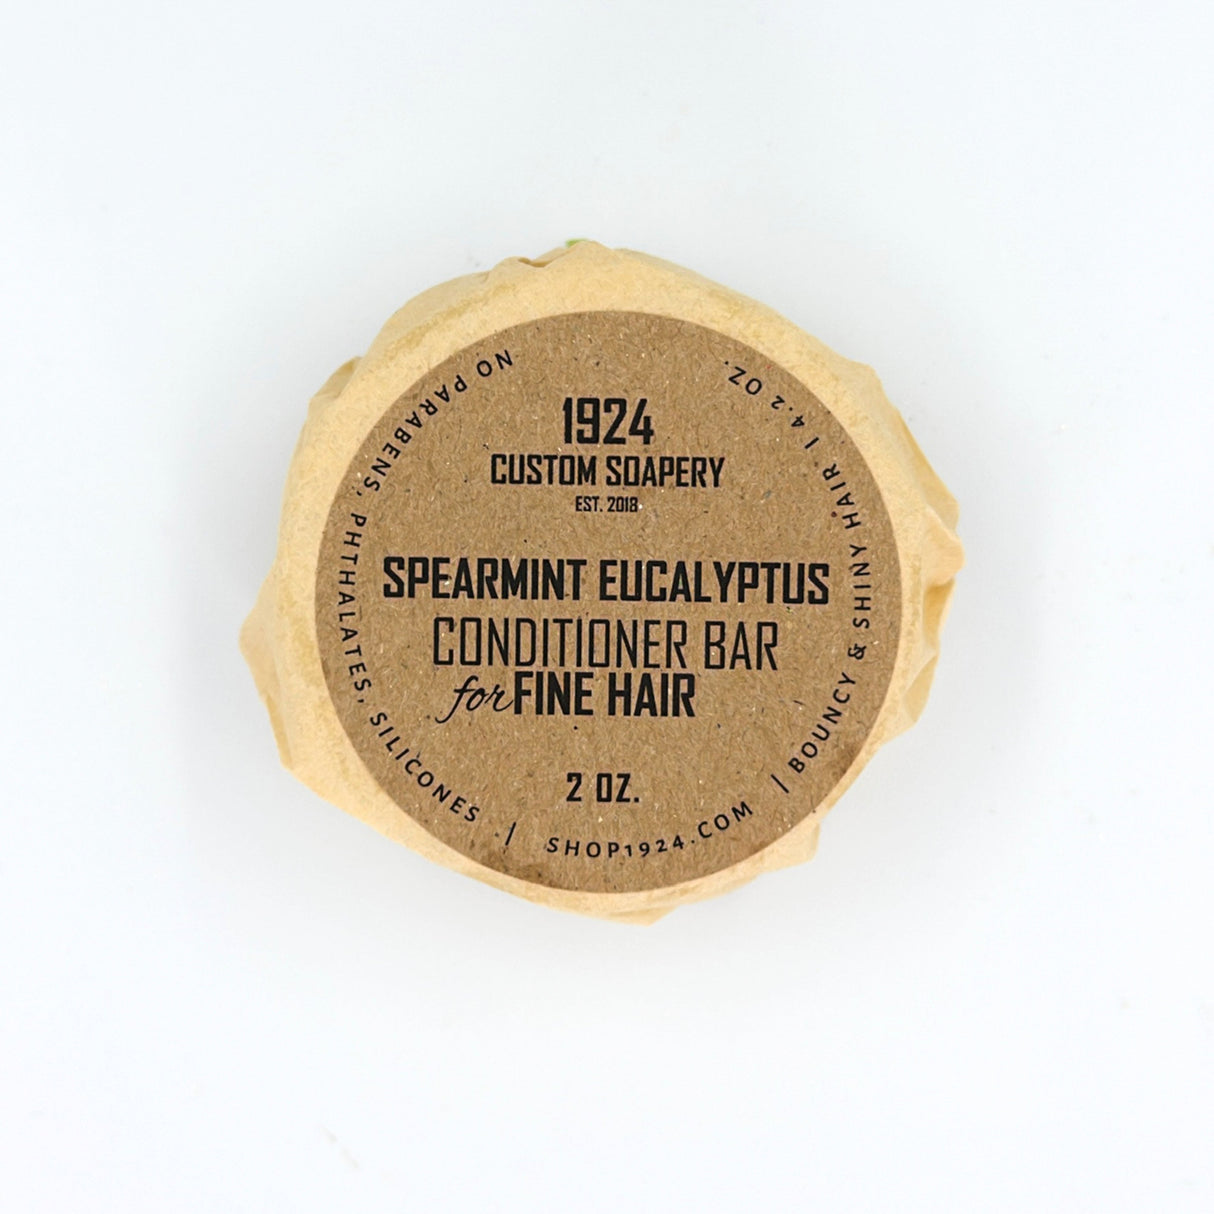 1924
CUSTOM SOAPERY
EST. 2018
SPEARMINT EUCALYPTUS
CONDITIONER BAR
for FINE HAIR
2 OZ.
NO PARABENS, PHTHALATES, SILICONES | SHOP1924.COM | BOUNCY & SHINY HAIR | 4.2 OZ.